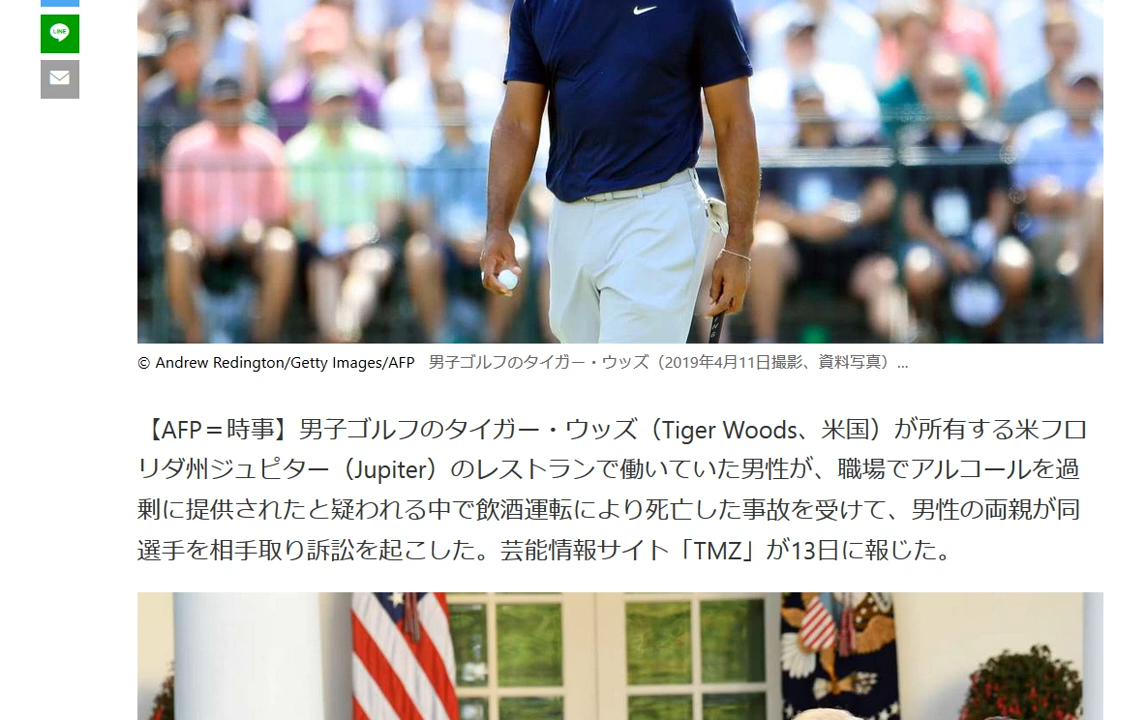 LINE
© Andrew Redington/Getty Images/AFP 男子ゴルフのタイガー・ウッズ（2019年4月11日撮影、資料写真）...
【AFP＝時事】男子ゴルフのタイガー・ウッズ（Tiger Woods、米国）が所有する米フロ
リダ州ジュピター（Jupiter）のレストランで働いていた男性が、職場でアルコールを過
剰に提供されたと疑われる中で飲酒運転により死亡した事故を受けて、男性の両親が同
選手を相手取り訴訟を起こした。芸能情報サイト「TMZ」が13日に報じた。